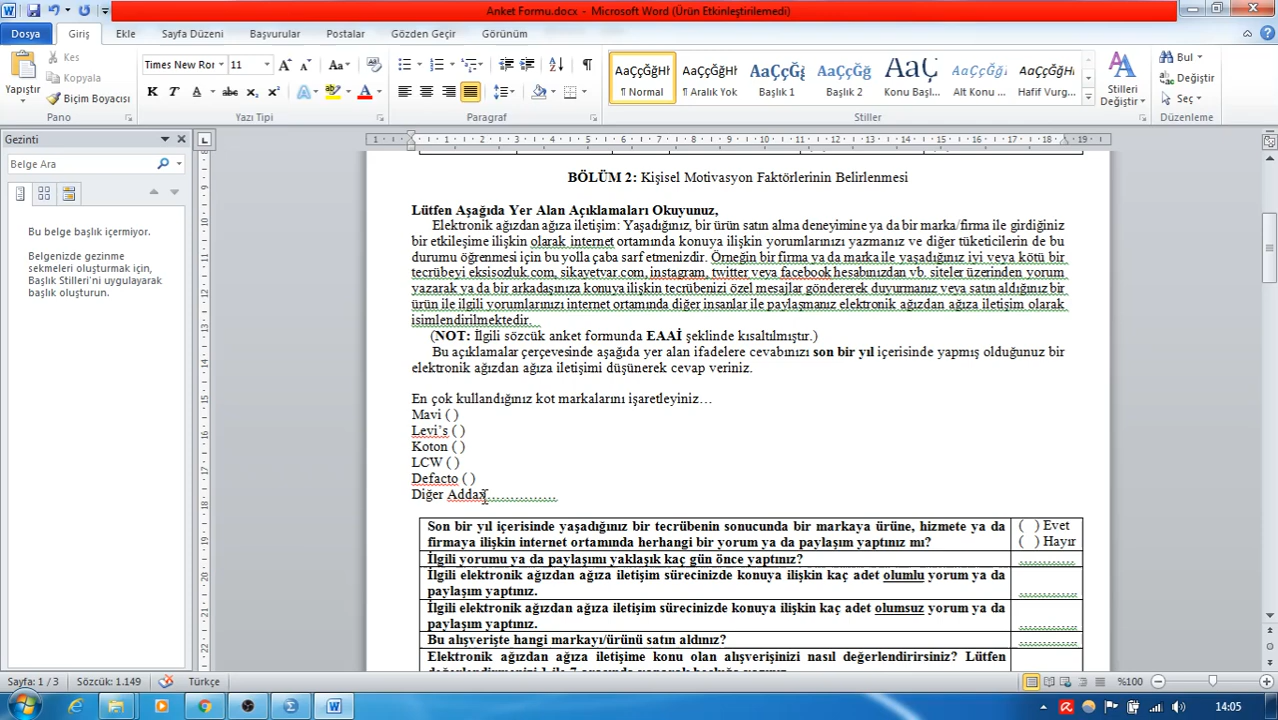 Anket Formu.docx - Microsoft Word (Ürün Etkinleştirilemedi)
Dosya Giriş Ekle Sayfa Düzeni Başvurular Postalar Gözden Geçir Görünüm
Yapıştır
Kes
Kopyala
Biçim Boyacısı
Times New Ror 11
Pano Yazı Tipi Paragraf Stiller Düzenleme
AaÇçĞğHł AaÇçĞğHł AaÇçĞğ AaÇçĞğ AaÇç AaÇçĞğİ AaÇçĞğHł
¶ Normal ¶ Aralık Yok Başlık 1 Başlık 2 Konu Başl... Alt Konu ... Hafif Vurg...
Stilleri Değiştir
Bul
Değiştir
Seç
Gezinti
Belge Ara
Bu belge başlık içermiyor.
Belgenizde gezinme
sekmeleri oluşturmak için,
Başlık Stilleri'ni uygulayarak
başlık oluşturun.
BÖLÜM 2: Kişisel Motivasyon Faktörlerinin Belirlenmesi
Lütfen Aşağıda Yer Alan Açıklamaları Okuyunuz,
Elektronik ağızdan ağıza iletişim: Yaşadığınız, bir ürün satın alma deneyimine ya da bir marka/firma ile girdiğiniz
bir etkileşime ilişkin olarak internet ortamında konuya ilişkin yorumlarınızı yazmanız ve diğer tüketicilerin de bu
durumu öğrenmesi için bu yolla çaba sarf etmenizdir. Örneğin bir firma ya da marka ile yaşadığınız iyi veya kötü bir
tecrübeyi eksisozluk.com, sikayetvar.com, instagram, twitter veya facebook hesabınızdan vb. siteler üzerinden yorum
yazarak ya da bir arkadaşınıza konuya ilişkin tecrübenizi özel mesajlar göndererek duyurmanız veya satın aldığınız bir
ürün ile ilgili yorumlarınızı internet ortamında diğer insanlar ile paylaşmanız elektronik ağızdan ağıza iletişim olarak
isimlendirilmektedir.
(NOT: İlgili sözcük anket formunda EAAİ şeklinde kısaltılmıştır.)
Bu açıklamalar çerçevesinde aşağıda yer alan ifadelere cevabınızı son bir yıl içerisinde yapmış olduğunuz bir
elektronik ağızdan ağıza iletişimi düşünerek cevap veriniz.
En çok kullandığınız kot markalarını işaretleyiniz…
Mavi ( )
Levi’s ( )
Koton ( )
LCW ( )
Defacto ( )
Diğer Addax……………
Son bir yıl içerisinde yaşadığınız bir tecrübenin sonucunda bir markaya ürüne, hizmete ya da ( ) Evet
firmaya ilişkin internet ortamında herhangi bir yorum ya da paylaşım yaptınız mı? ( ) Hayır
İlgili yorumu ya da paylaşımı yaklaşık kaç gün önce yaptınız? …………
İlgili elektronik ağızdan ağıza iletişim sürecinizde konuya ilişkin kaç adet olumlu yorum ya da
paylaşım yaptınız. …………
İlgili elektronik ağızdan ağıza iletişim sürecinizde konuya ilişkin kaç adet olumsuz yorum ya da
paylaşım yaptınız. …………
Bu alışverişte hangi markayı/ürünü satın aldınız? …………
Elektronik ağızdan ağıza iletişime konu olan alışverişinizi nasıl değerlendirirsiniz? Lütfen
Sayfa: 1 / 3 Sözcük: 1.149 Türkçe %100
14:05